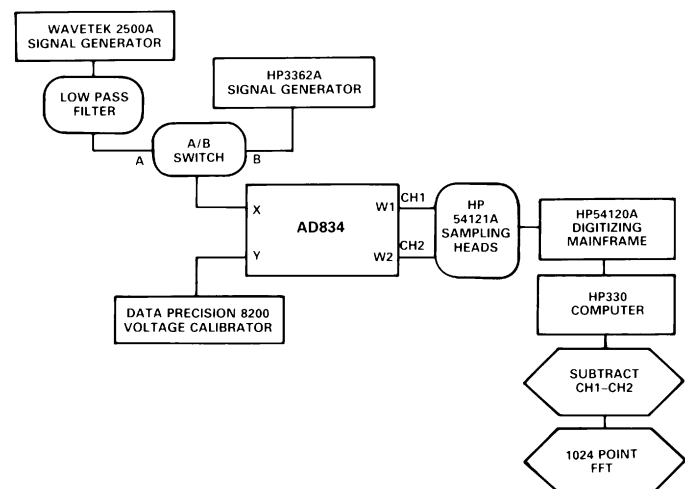 WAVETEK 2500A
SIGNAL GENERATOR
HP3362A
SIGNAL GENERATOR
LOW PASS
FILTER
A/B
SWITCH
A
B
X
Y
AD834
W1
W2
CH1
CH2
HP
54121A
SAMPLING
HEADS
HP54120A
DIGITIZING
MAINFRAME
DATA PRECISION 8200
VOLTAGE CALIBRATOR
HP330
COMPUTER
SUBTRACT
CH1–CH2
1024 POINT
FFT